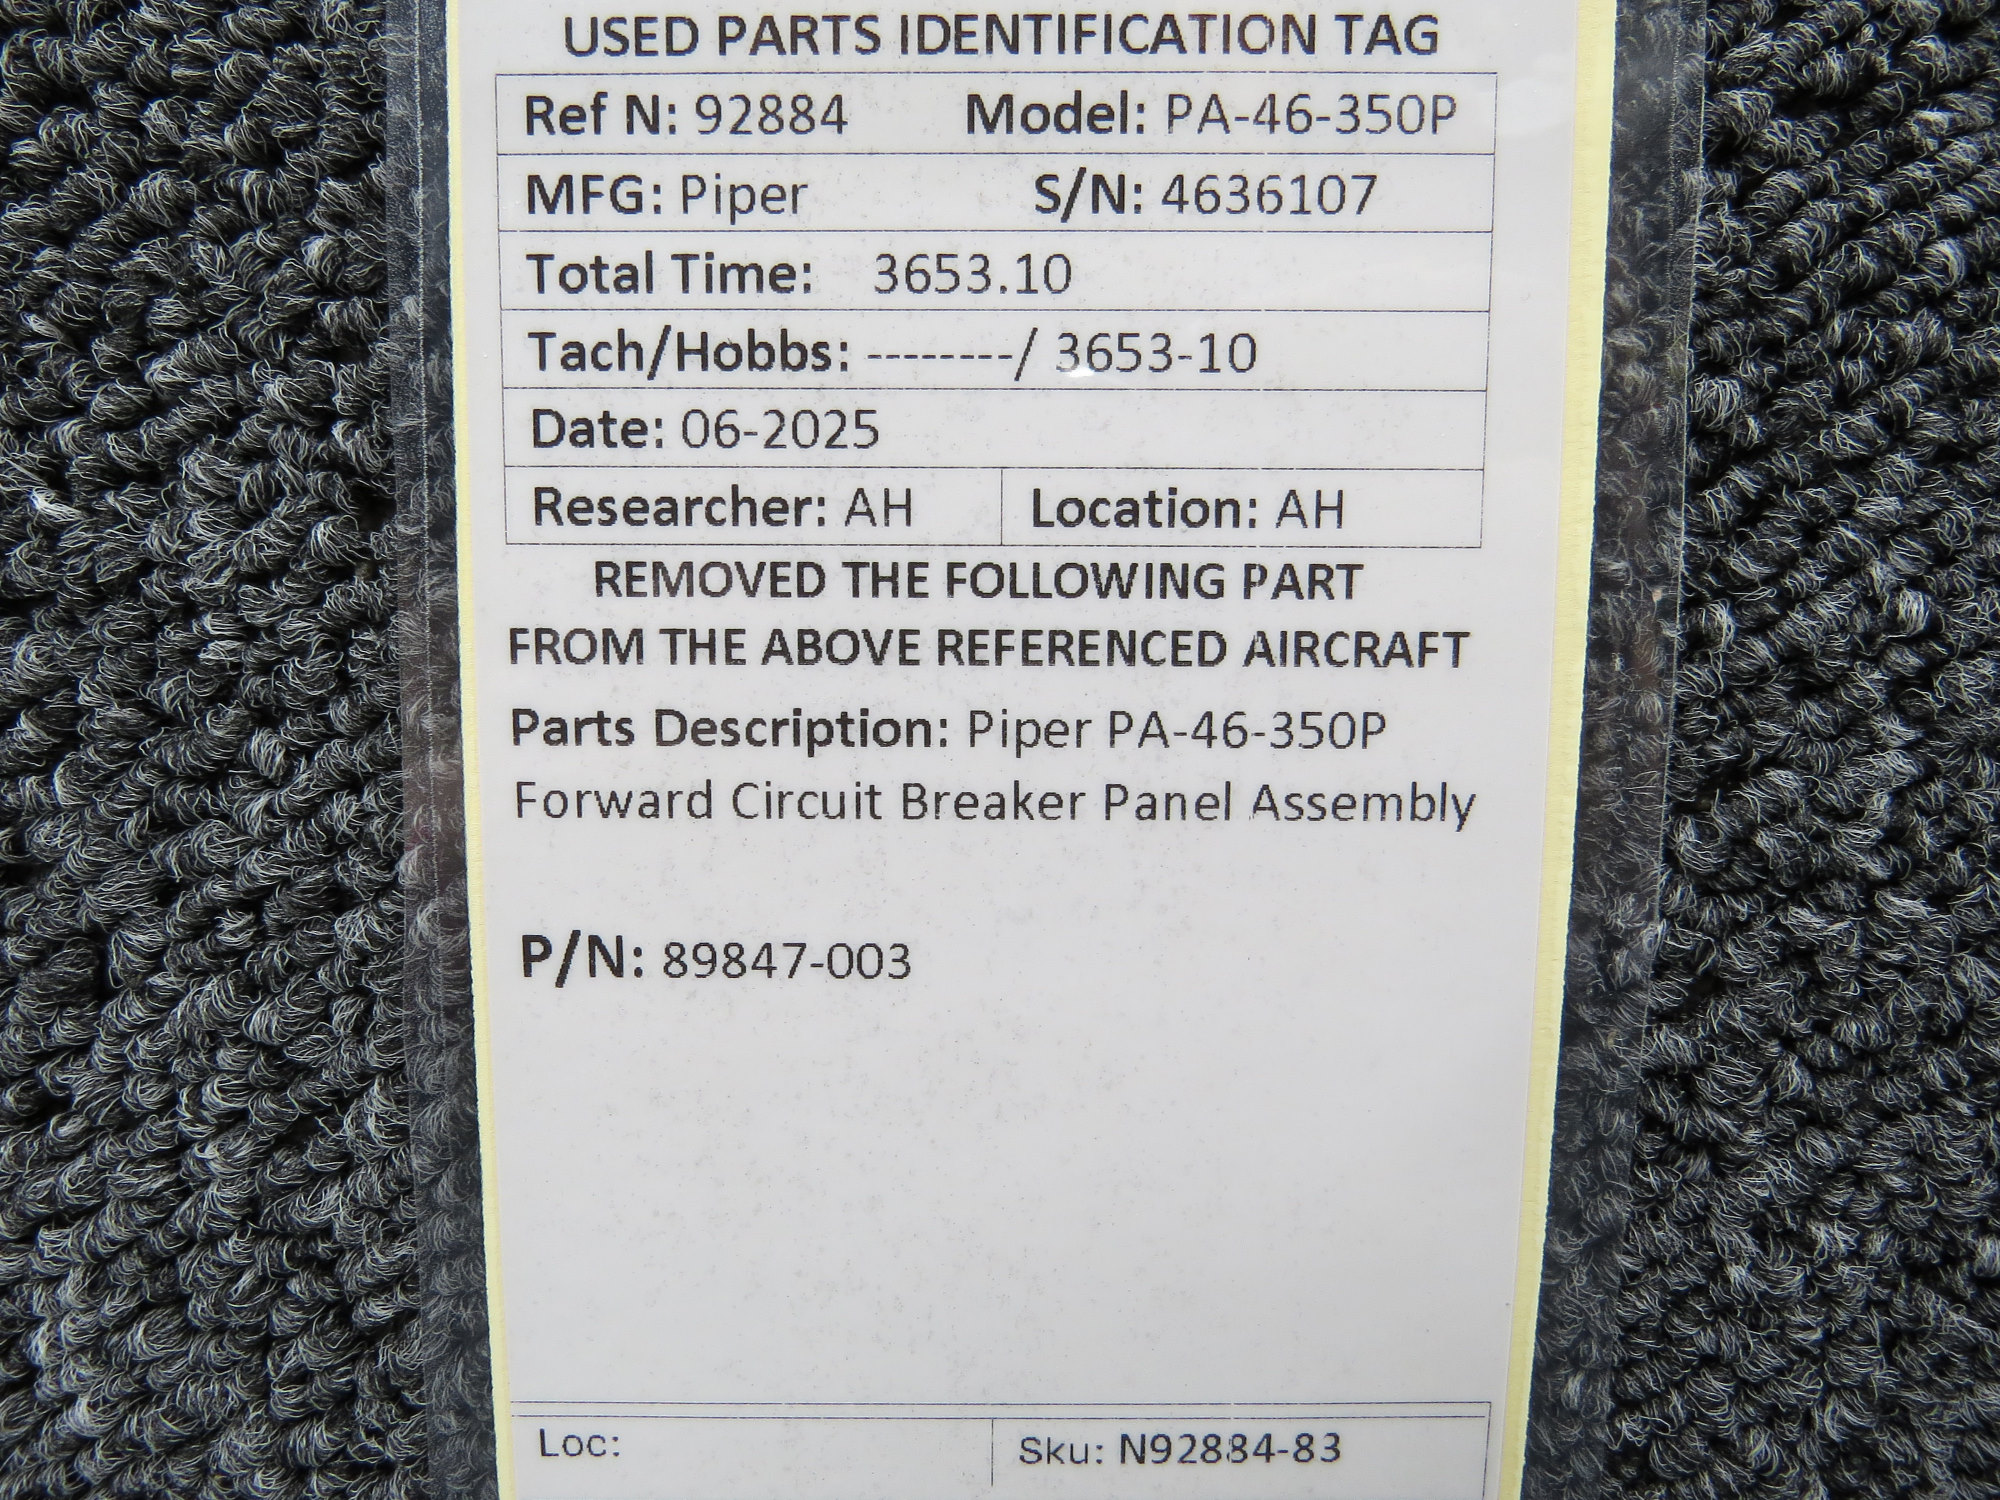 USED PARTS IDENTIFICATION TAG
Ref N: 92884 Model: PA-46-350P
MFG: Piper S/N: 4636107
Total Time: 3653.10
Tach/Hobbs: --------/ 3653-10
Date: 06-2025
Researcher: AH Location: AH
REMOVED THE FOLLOWING PART
FROM THE ABOVE REFERENCED AIRCRAFT
Parts Description: Piper PA-46-350P
Forward Circuit Breaker Panel Assembly
P/N: 89847-003
Loc: Sku: N92884-83